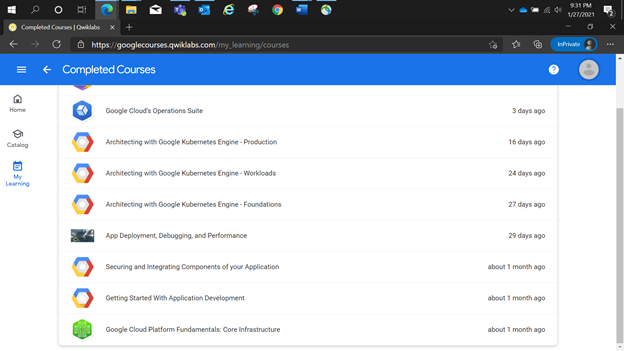 9:31 PM
1/27/2021
2
Completed Courses | Qwiklabs
https://googlecourses.qwiklabs.com/my_learning/courses
InPrivate
Completed Courses
?
Home
Catalog
My Learning
Google Cloud's Operations Suite 3 days ago
Architecting with Google Kubernetes Engine - Production 16 days ago
Architecting with Google Kubernetes Engine - Workloads 24 days ago
Architecting with Google Kubernetes Engine - Foundations 27 days ago
App Deployment, Debugging, and Performance 29 days ago
Securing and Integrating Components of your Application about 1 month ago
Getting Started With Application Development about 1 month ago
Google Cloud Platform Fundamentals: Core Infrastructure about 1 month ago